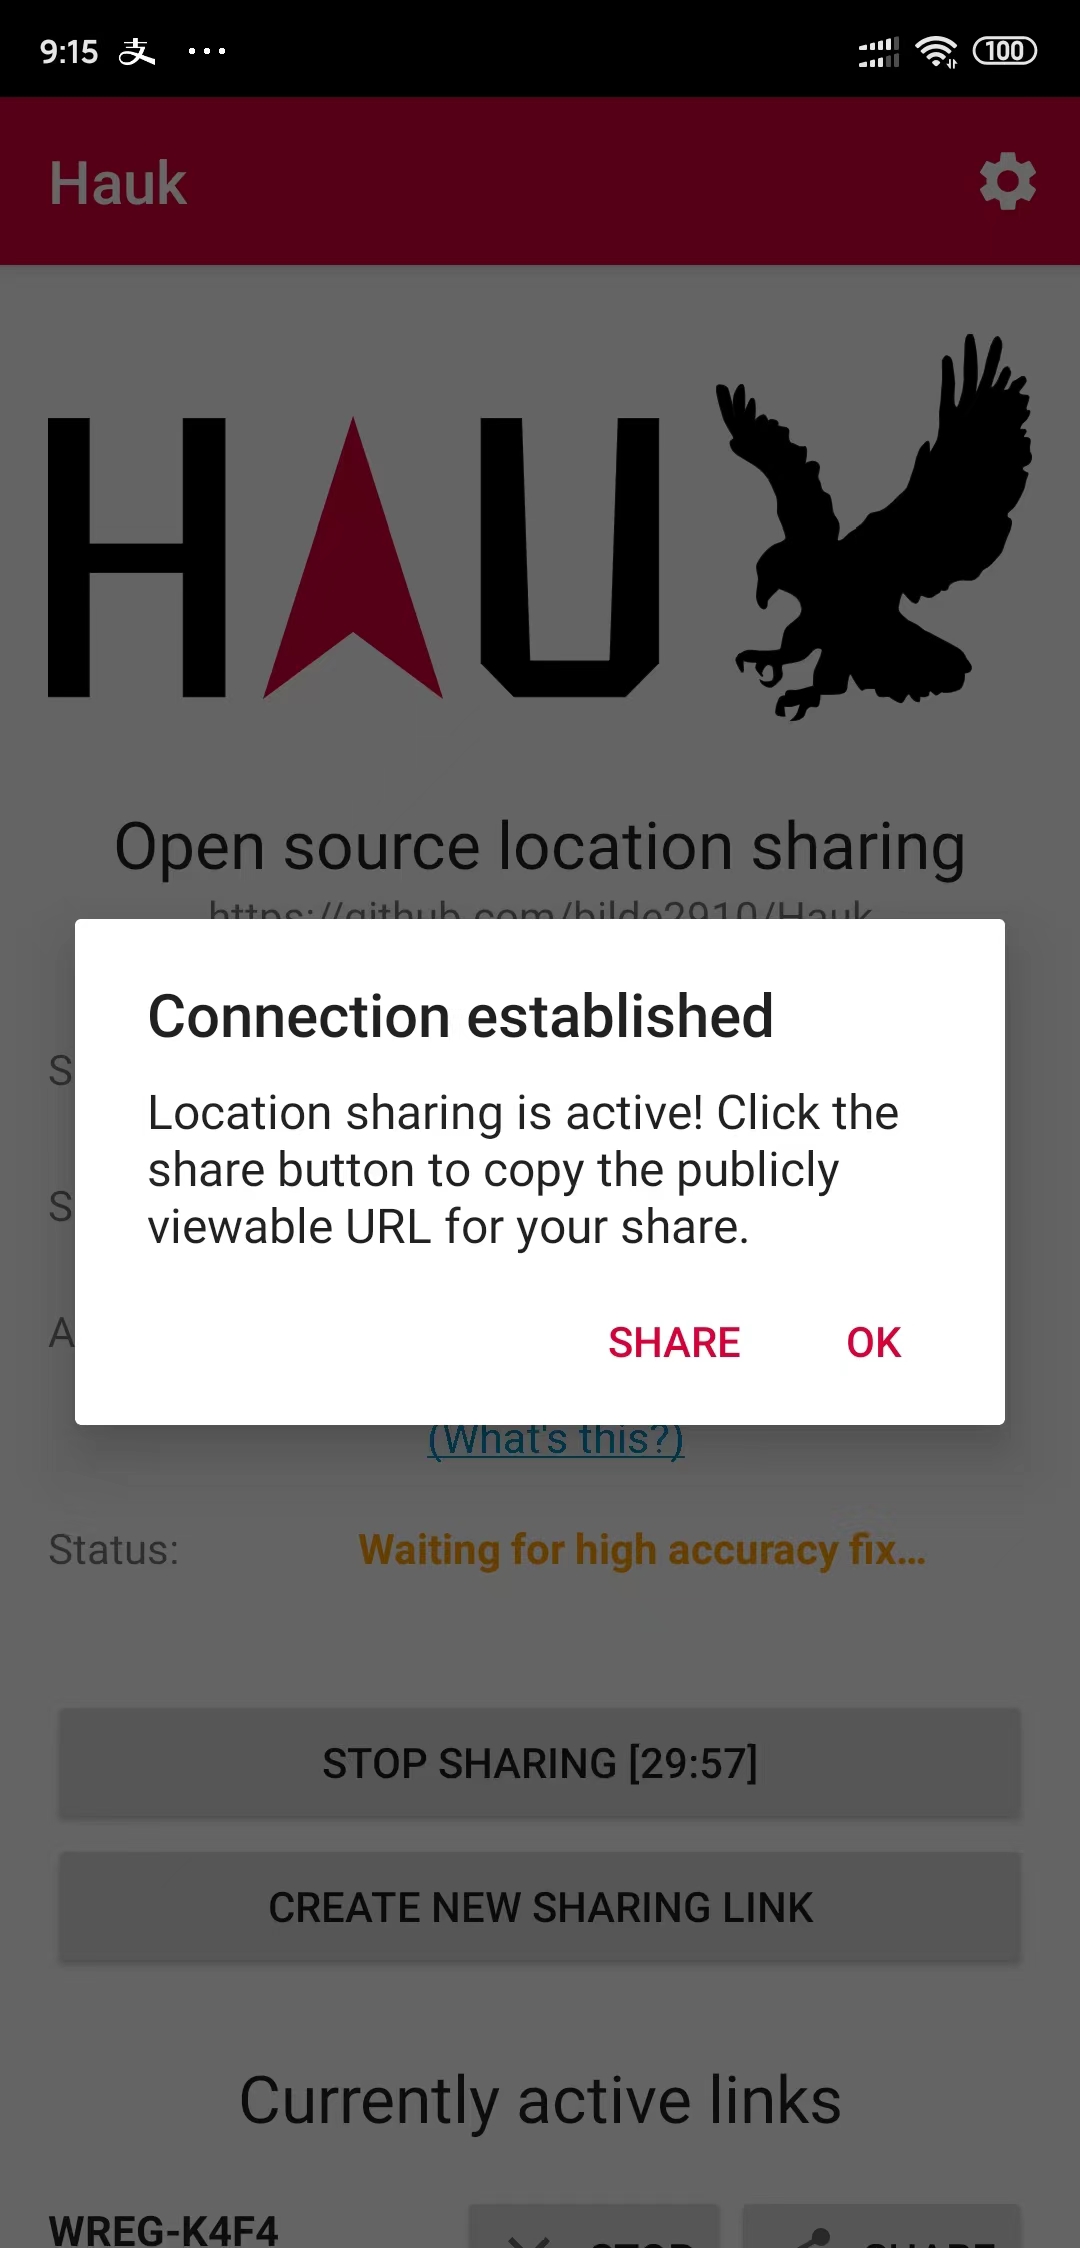 9:15 支 ... 100
Hauk
HAU
Open source location sharing
https://github.com/bilde2910/Hauk
Connection established
S
Location sharing is active! Click the
share button to copy the publicly
S
viewable URL for your share.
A
SHARE OK
(What's this?)
Status: Waiting for high accuracy fix...
STOP SHARING [29:57]
CREATE NEW SHARING LINK
Currently active links
WREG-K4F4 STOP SHARE